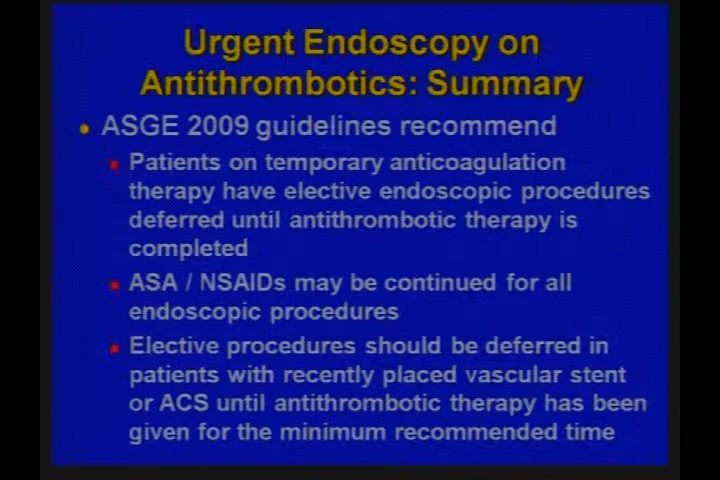 Urgent Endoscopy on
Antithrombotics: Summary
ASGE 2009 guidelines recommend
Patients on temporary anticoagulation
therapy have elective endoscopic procedures
deferred until antithrombotic therapy is
completed
ASA / NSAIDs may be continued for all
endoscopic procedures
Elective procedures should be deferred in
patients with recently placed vascular stent
or ACS until antithrombotic therapy has been
given for the minimum recommended time